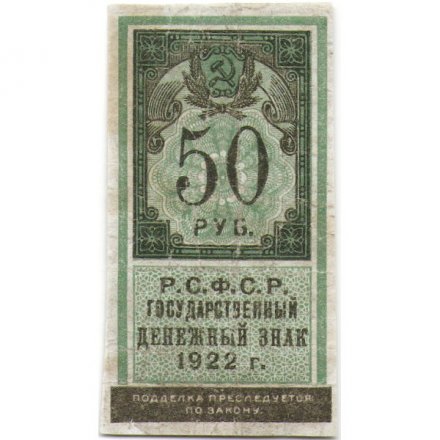 50
РУБ.
Р.С.Ф.С.Р.
ГОСУДАРСТВЕННЫЙ
ДЕНЕЖНЫЙ ЗНАК
1922 г.
ПОДДЕЛКА ПРЕСЛЕДУЕТСЯ
ПО ЗАКОНУ.